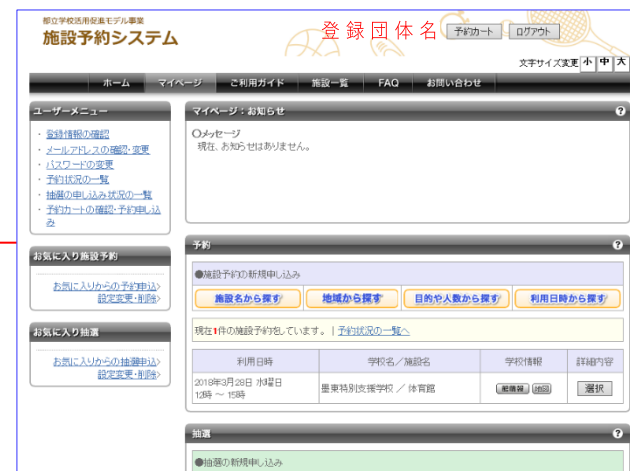 都立学校活用促進モデル事業
施設予約システム
登録団体名
予約カート
ログアウト
文字サイズ変更 小 中 大
ホーム マイページ ご利用ガイド 施設一覧 FAQ お問い合わせ
ユーザーメニュー
・ 登録情報の確認
・ メールアドレスの確認・変更
・ パスワードの変更
・ 予約状況の一覧
・ 抽選の申し込み状況の一覧
・ 予約カートの確認・予約申し込
み
お気に入り施設予約
お気に入りからの予約申込>
設定変更・削除>
お気に入り抽選
お気に入りからの抽選申込>
設定変更・削除>
マイページ：お知らせ ?
○メッセージ
現在、お知らせはありません。
予約 ?
●施設予約の新規申し込み
施設名から探す 地域から探す 目的や人数から探す 利用日時から探す
現在1件の施設予約をしています。 | 予約状況の一覧へ
利用日時 学校名／施設名 学校情報 詳細内容
2018年3月28日 水曜日
12時 ～ 15時
墨東特別支援学校 ／ 体育館
地図 選択
抽選 ?
●抽選の新規申し込み